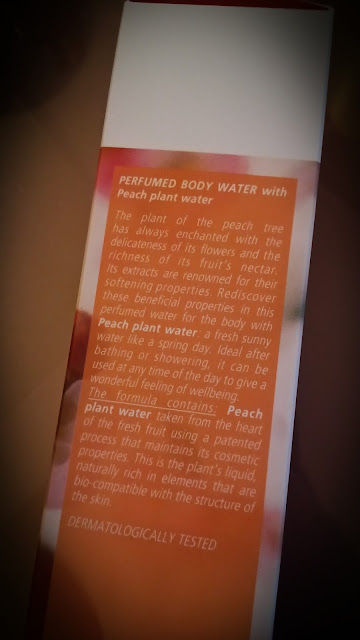 PERFUMED BODY WATER with
Peach plant water
The plant of the peach tree
has always enchanted with the
delicateness of its flowers and the
richness of its fruit's nectar.
Its extracts are renowned for their
softening properties. Rediscover
these beneficial properties in this
perfumed water for the body with
Peach plant water: a fresh sunny
water like a spring day. Ideal after
bathing or showering, it can be
used at any time of the day to give a
wonderful feeling of wellbeing.
The formula contains: Peach
plant water taken from the heart
of the fresh fruit using a patented
process that maintains its cosmetic
properties. This is the plant's liquid,
naturally rich in elements that are
bio-compatible with the structure of
the skin.
DERMATOLOGICALLY TESTED